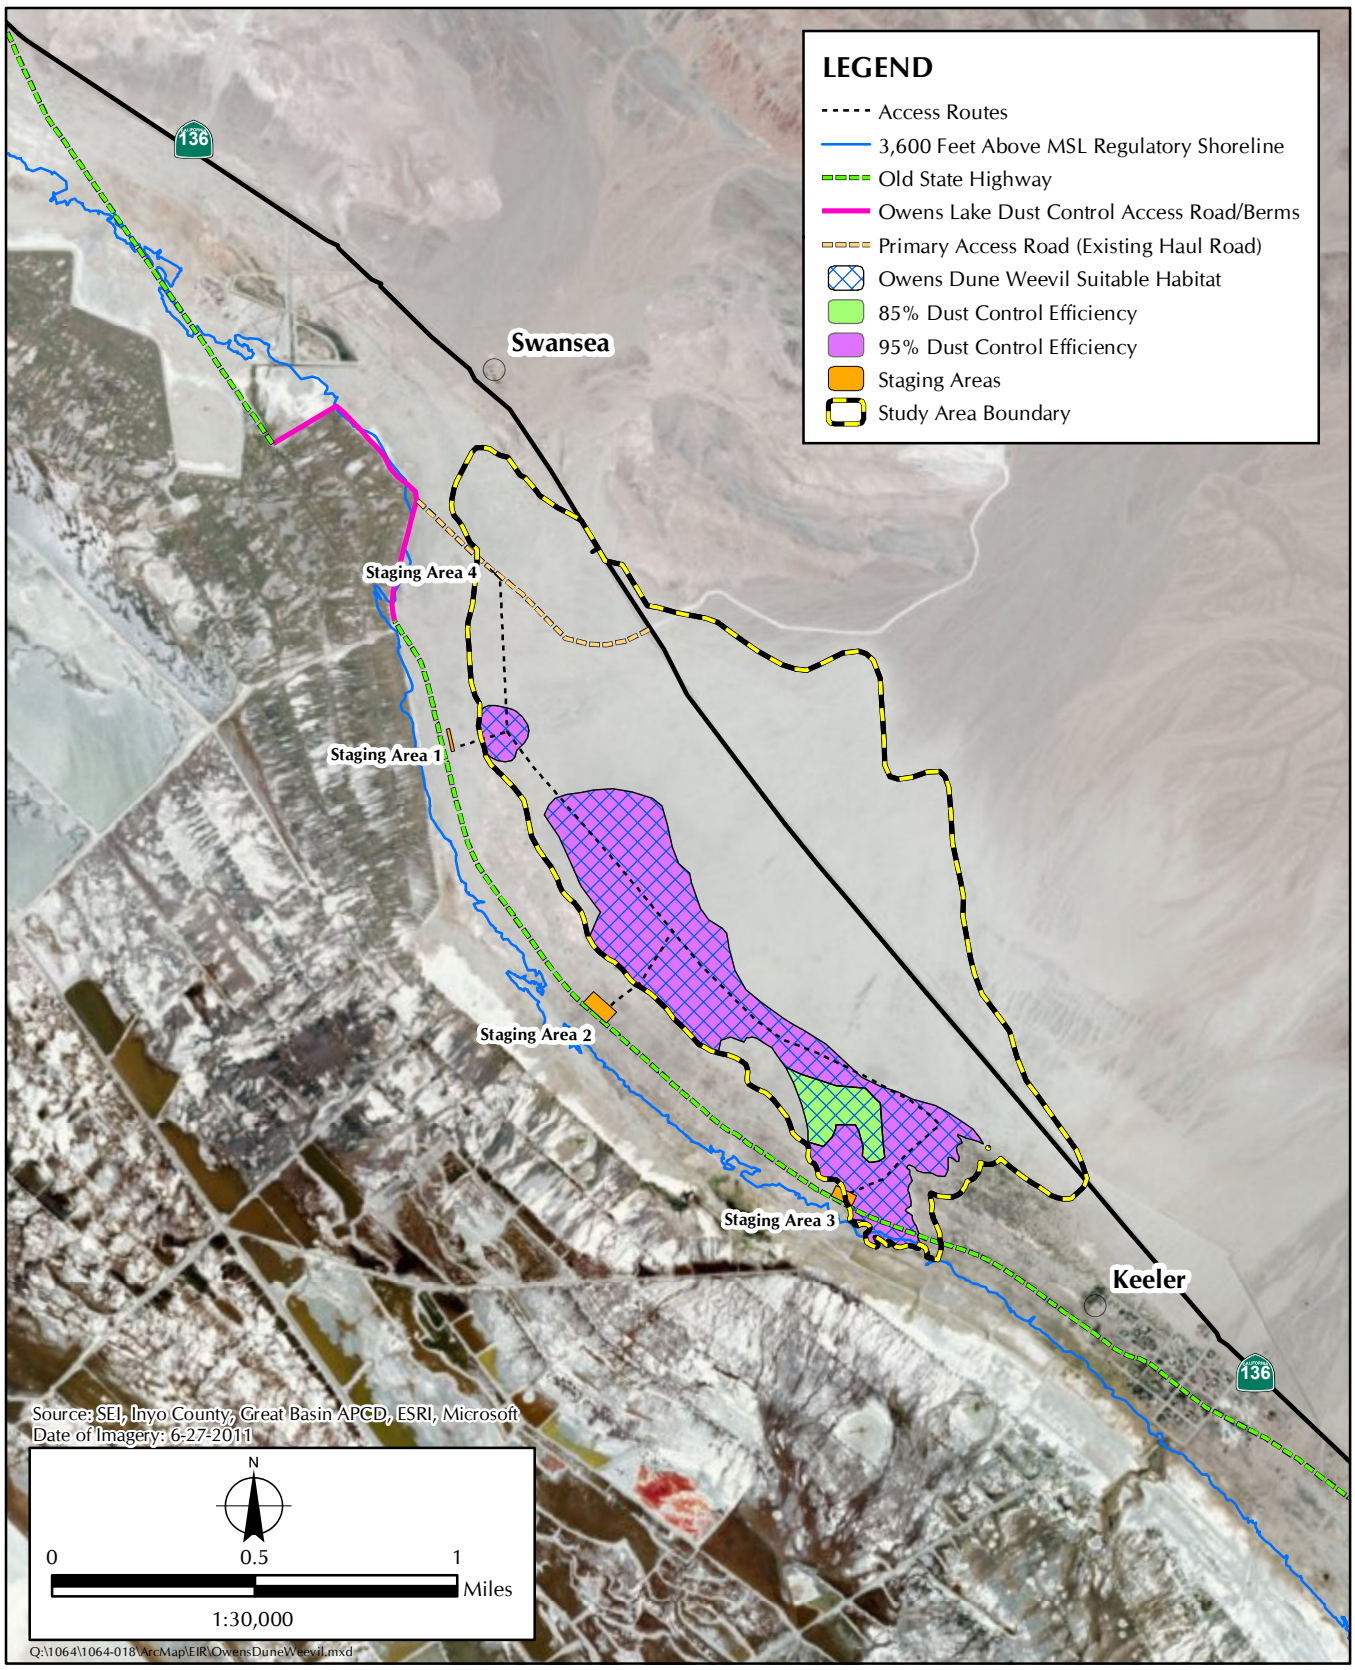 CALIFORNIA
136
LEGEND
Access Routes
3,600 Feet Above MSL Regulatory Shoreline
Old State Highway
Owens Lake Dust Control Access Road/Berms
Primary Access Road (Existing Haul Road)
Owens Dune Weevil Suitable Habitat
85% Dust Control Efficiency
95% Dust Control Efficiency
Staging Areas
Study Area Boundary
Swansea
Staging Area 4
Staging Area 1
Staging Area 2
Staging Area 3
Keeler
CALIFORNIA
136
Source: SEI, Inyo County, Great Basin APCD, ESRI, Microsoft
Date of Imagery: 6-27-2011
N
0 0.5 1
Miles
1:30,000
Q:\1064\1064-018\ArcMap\EIR\OwensDuneWeevil.mxd